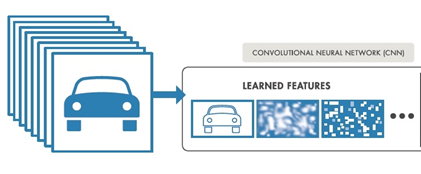 CONVOLUTIONAL NEURAL NETWORK (CNN)
LEARNED FEATURES